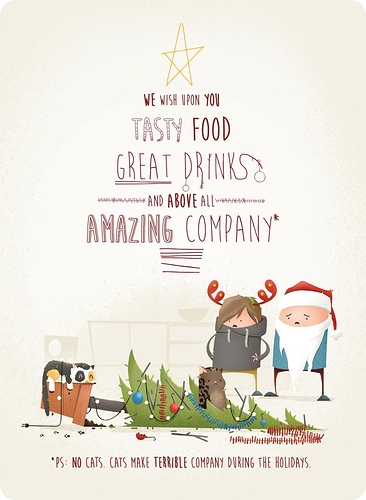 WE WISH UPON YOU
TASTY FOOD
GREAT DRINKS
AND ABOVE ALL
AMAZING COMPANY*
*PS: NO CATS. CATS MAKE TERRIBLE COMPANY DURING THE HOLIDAYS.